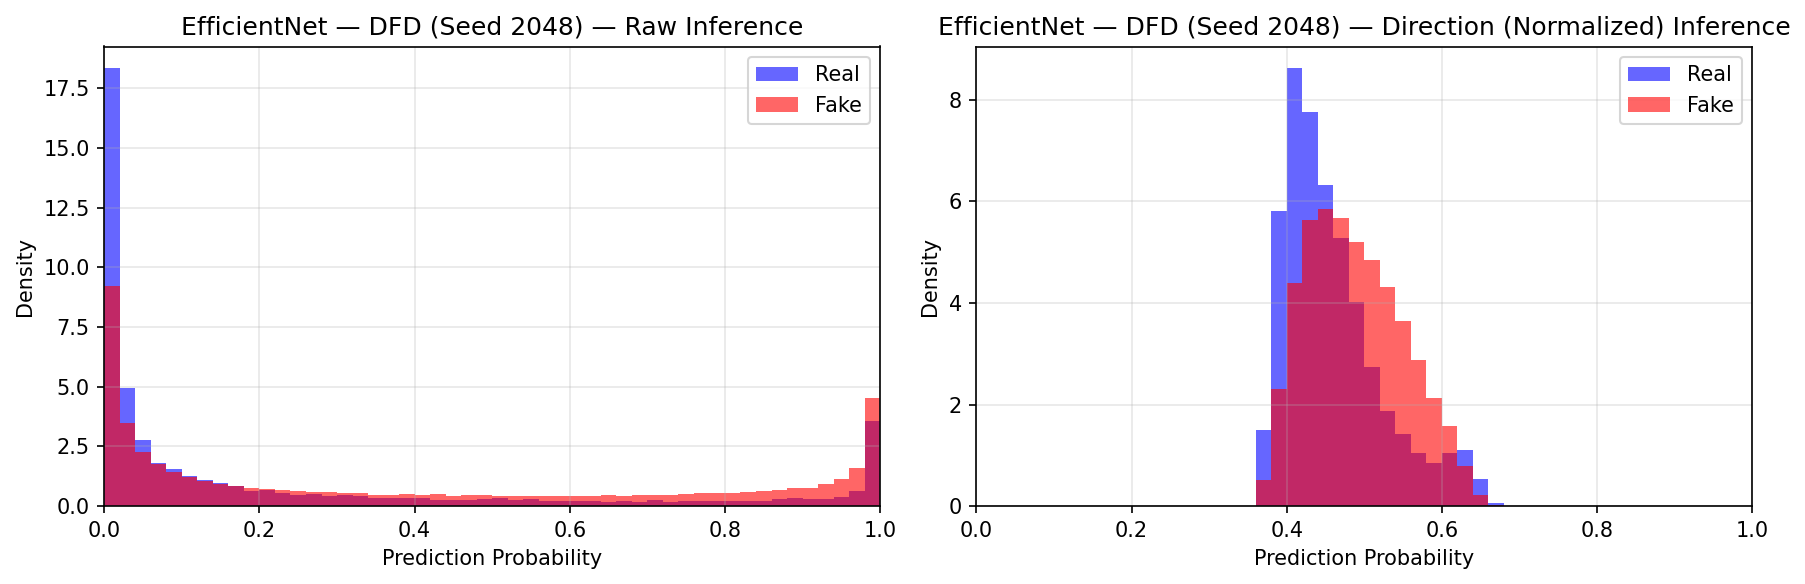 EfficientNet — DFD (Seed 2048) — Raw Inference
Real
Fake
Density
17.5
15.0
12.5
10.0
7.5
5.0
2.5
0.0
0.0 0.2 0.4 0.6 0.8 1.0
Prediction Probability
EfficientNet — DFD (Seed 2048) — Direction (Normalized) Inference
Real
Fake
Density
8
6
4
2
0
0.0 0.2 0.4 0.6 0.8 1.0
Prediction Probability